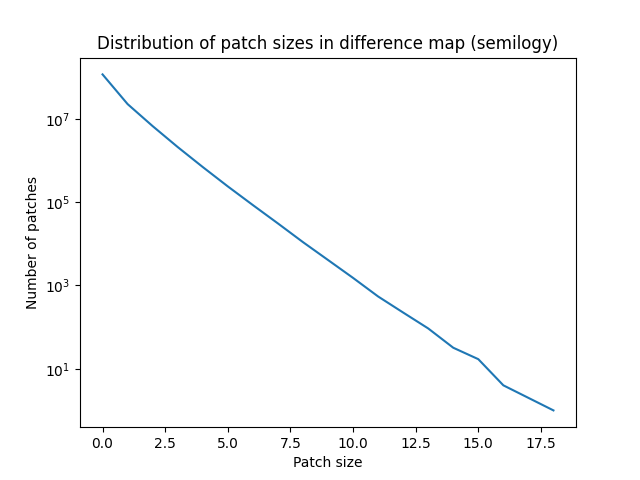 Distribution of patch sizes in difference map (semilogy)
Number of patches
10^7
10^5
10^3
10^1
0.0 2.5 5.0 7.5 10.0 12.5 15.0 17.5
Patch size